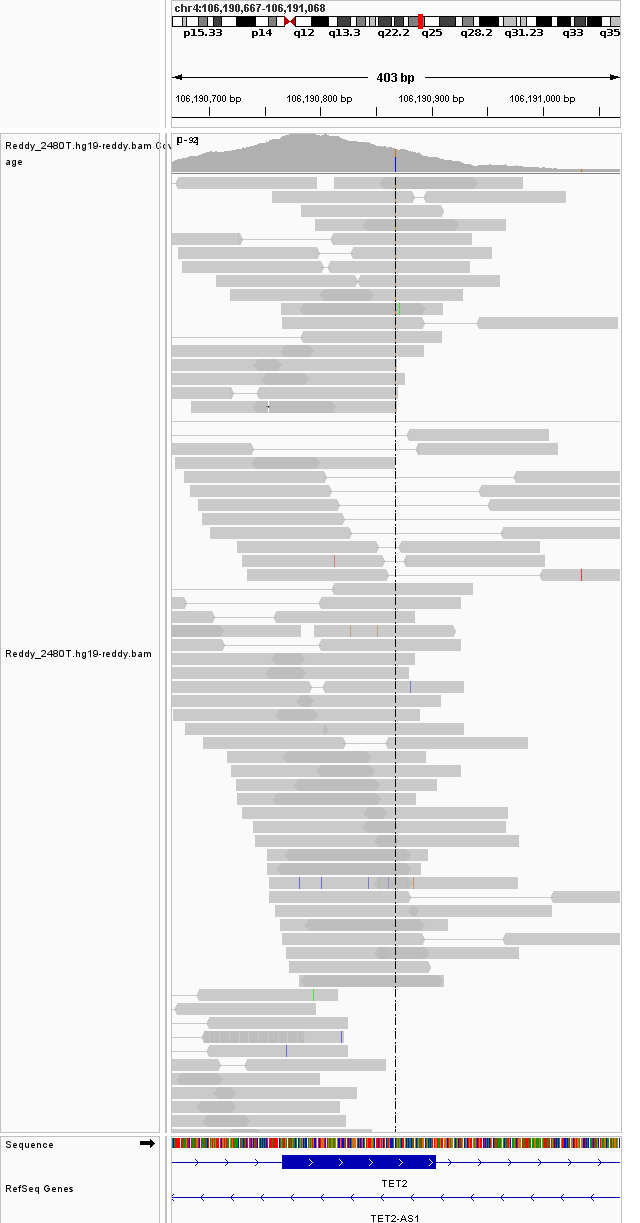 chr4:106,190,667-106,191,068
p15.33 p14 q12 q13.3 q22.2 q25 q28.2 q31.23 q33 q35
403 bp
106,190,700 bp 106,190,800 bp 106,190,900 bp 106,191,000 bp
Reddy_2480T.hg19-reddy.bam Cov
age
[0-92]
Reddy_2480T.hg19-reddy.bam
Sequence
RefSeq Genes
TET2
TET2-AS1